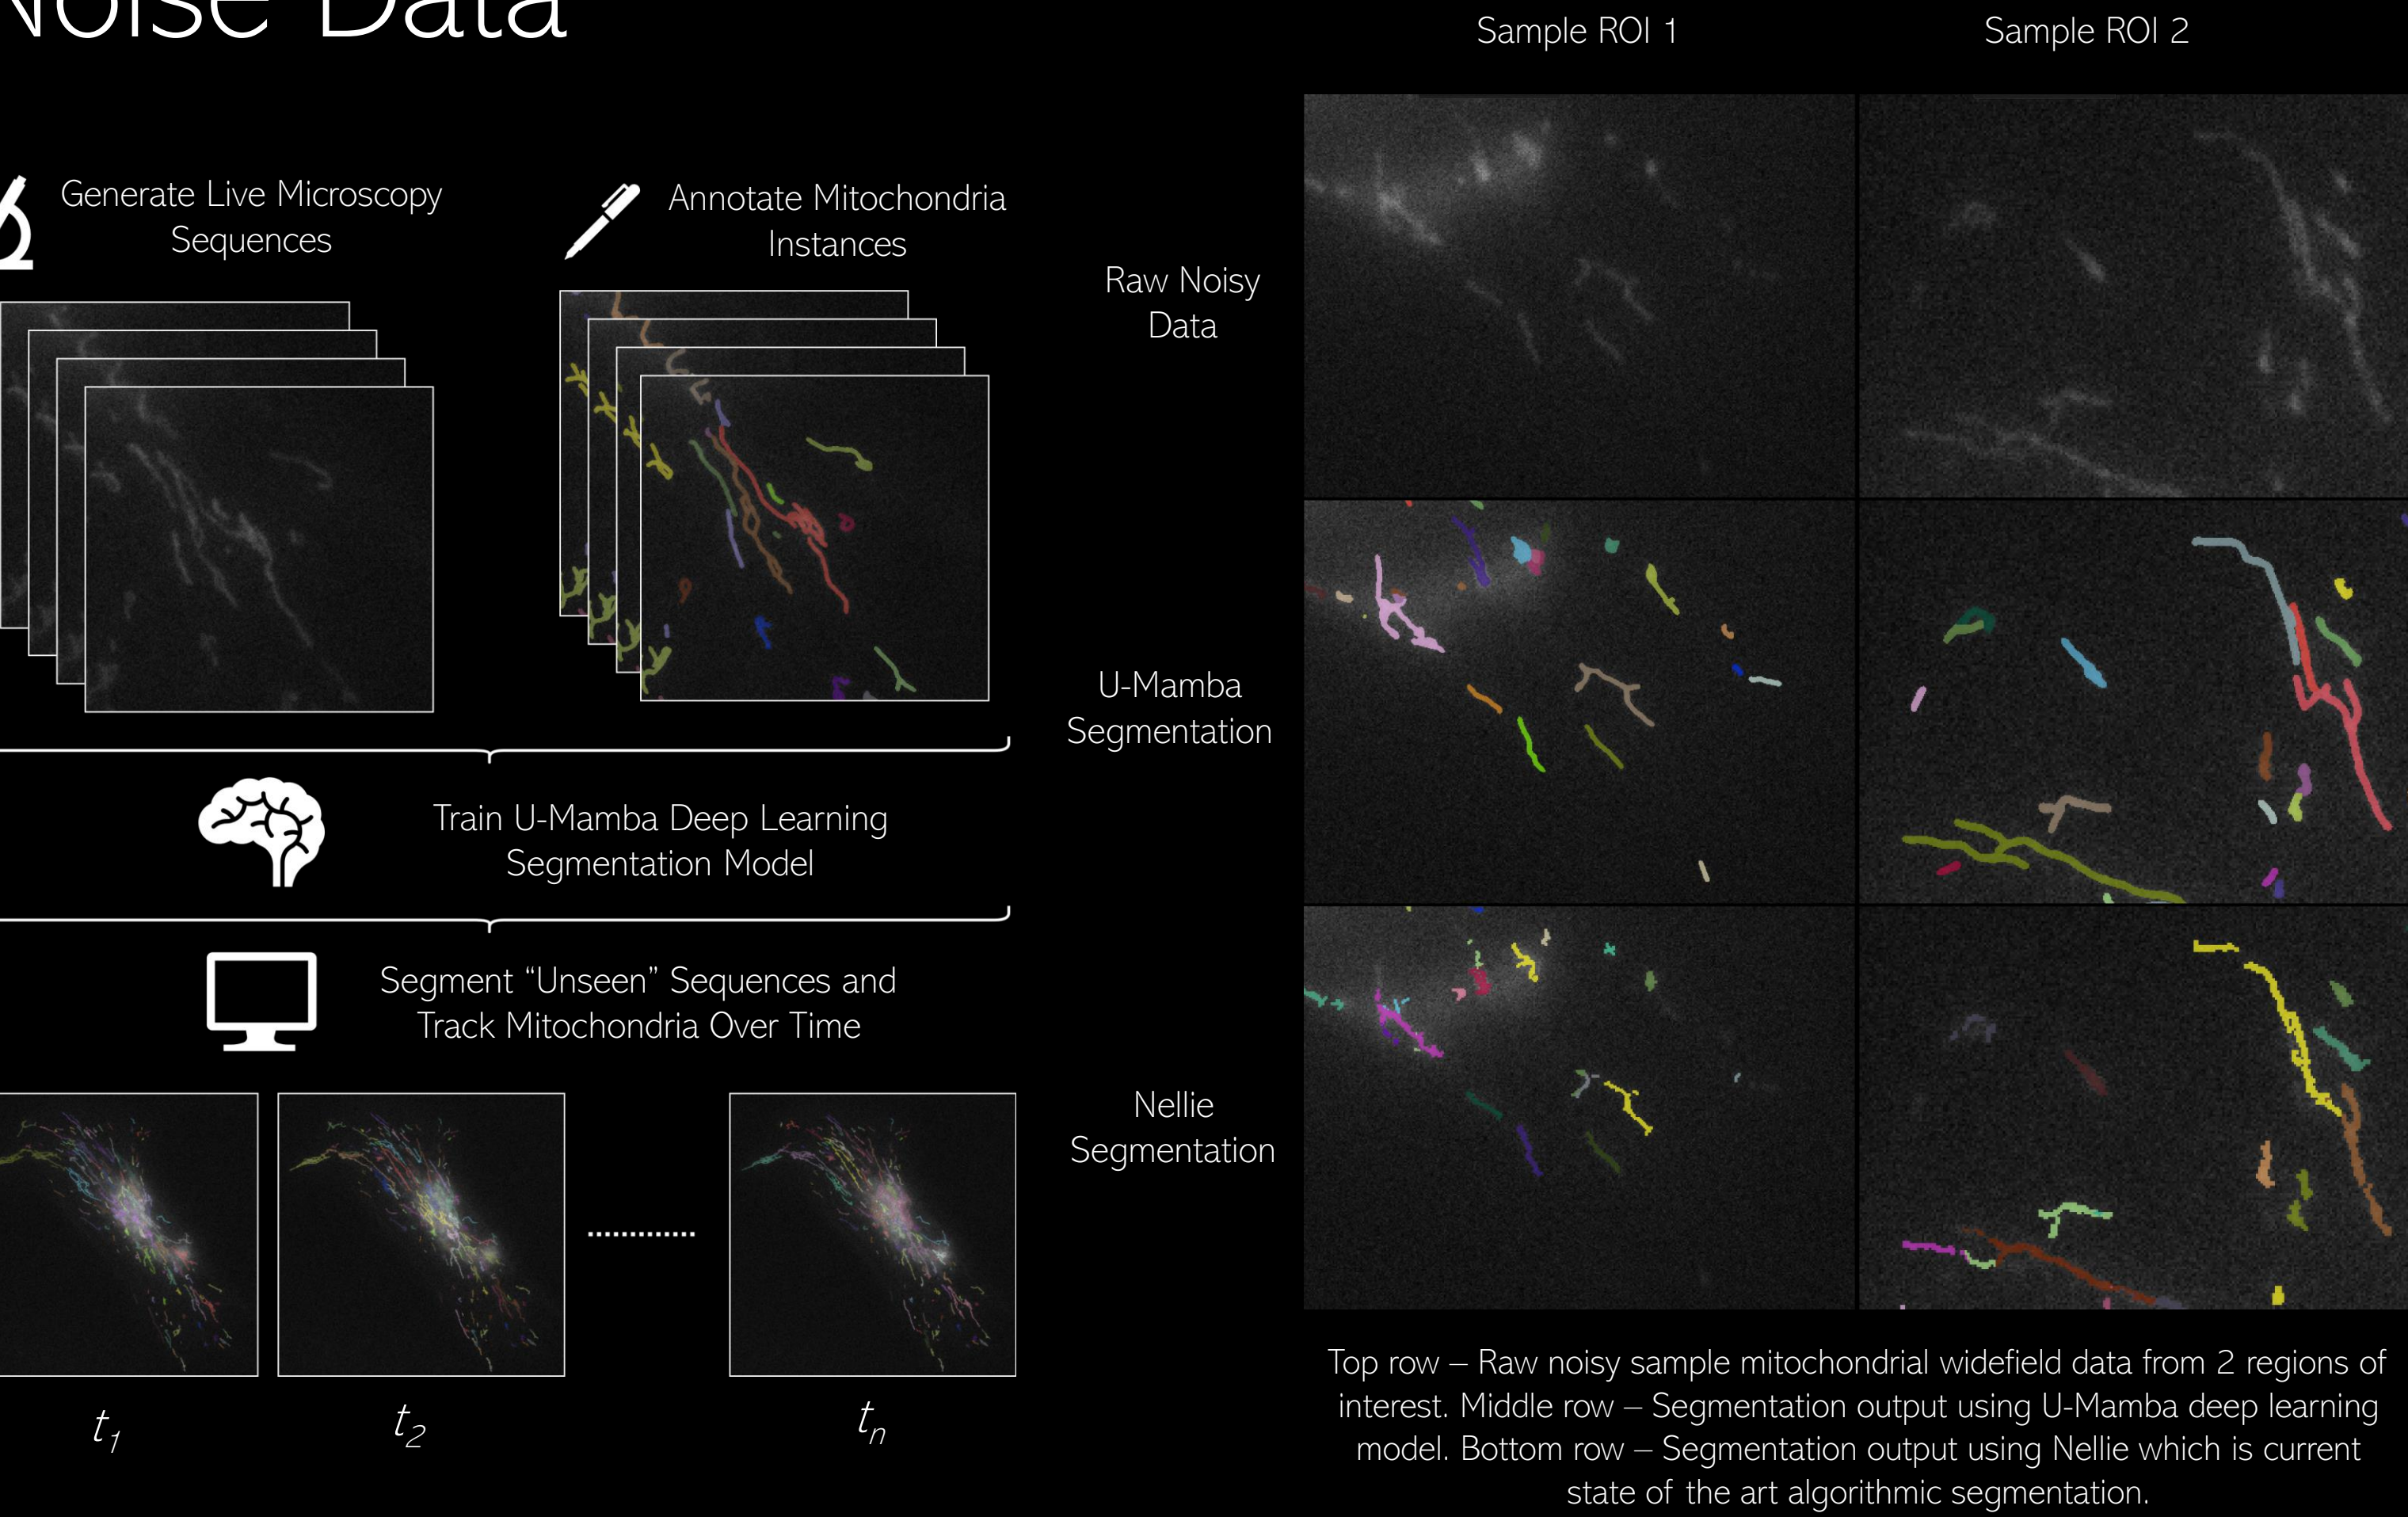 Noise Data
Generate Live Microscopy
Sequences
Annotate Mitochondria
Instances
Train U-Mamba Deep Learning
Segmentation Model
Segment “Unseen” Sequences and
Track Mitochondria Over Time
t1
t2
tn
Sample ROI 1
Sample ROI 2
Raw Noisy
Data
U-Mamba
Segmentation
Nellie
Segmentation
Top row – Raw noisy sample mitochondrial widefield data from 2 regions of
interest. Middle row – Segmentation output using U-Mamba deep learning
model. Bottom row – Segmentation output using Nellie which is current
state of the art algorithmic segmentation.